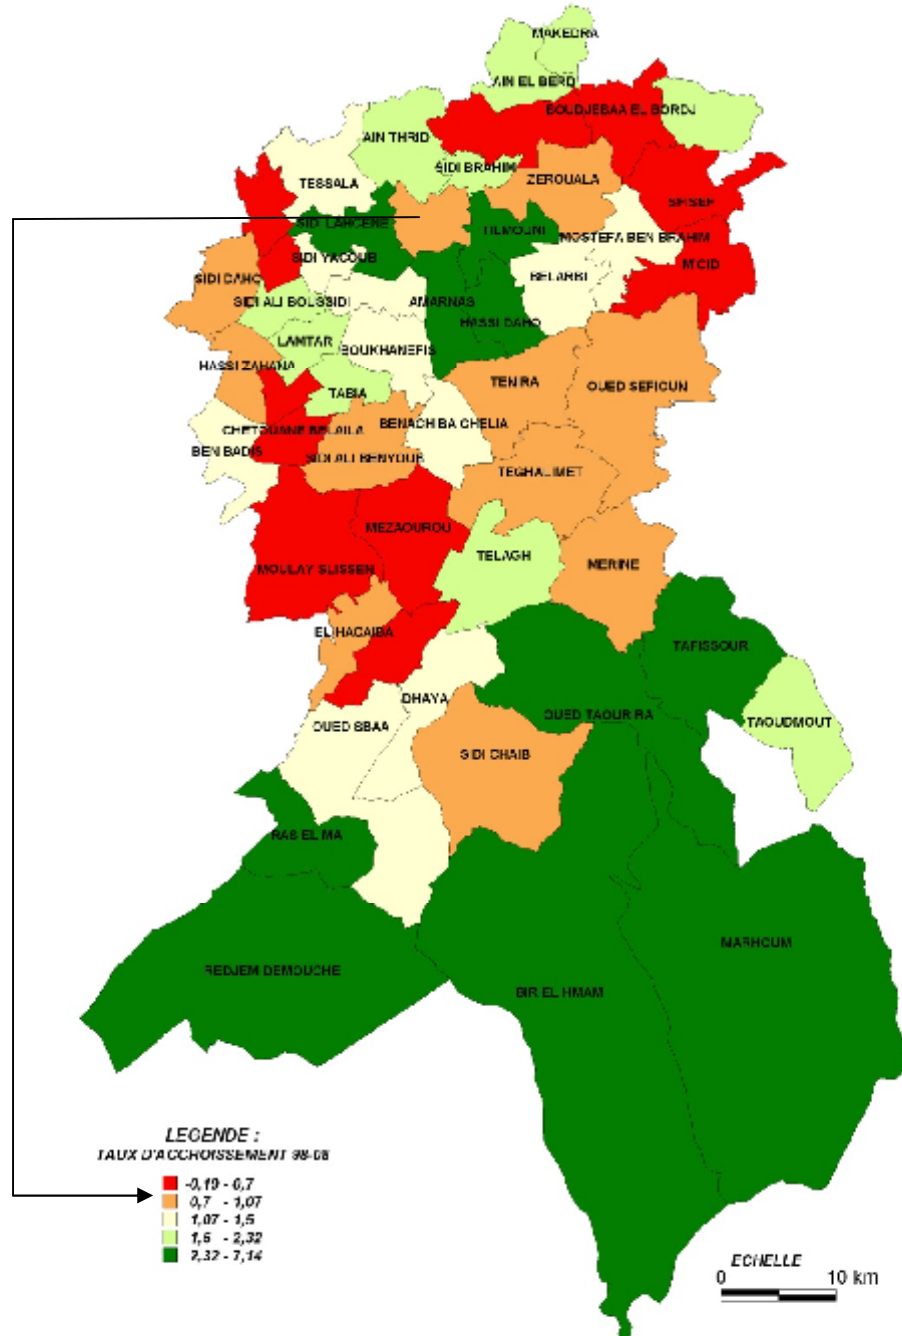 MAKEDRA
AIN EL BERD
BOUDJEBAA EL BORDJ
AIN THRID
SIDI BRAHIM
ZEROUALA
TESSALA
SFISEF
SIDI LAHCENE
TILMOUNI
MOSTEFA BEN BRAHIM
SIDI YACOUB
M'CID
BELARBI
SIDI DAHO
SIDI ALI BOUSSIDI
AMARNAS
HASSI DAHO
LAMTAR
BOUKHANEFIS
HASSI ZAHANA
TENIRA
OUED SEFIOUN
TABIA
BENACHIBA CHELIA
CHETOUANE BELAILA
BEN BADIS
SIDI ALI BENYOUB
TEGHALIMET
MEZAOUROU
TELAGH
MERINE
MOULAY SLISSEN
EL HACAIBA
TAFISSOUR
DHAYA
OUED SBAA
OUED TAOURIRA
TAOUDMOUT
SIDI CHAIB
RAS EL MA
MARHOUM
REDJEM DEMOUCHE
BIR EL HMAM
LEGENDE :
TAUX D'ACCROISSEMENT 98-08
-0,19 - 0,7
0,7 - 1,07
1,07 - 1,5
1,5 - 2,32
2,32 - 7,14
ECHELLE
0 10 km